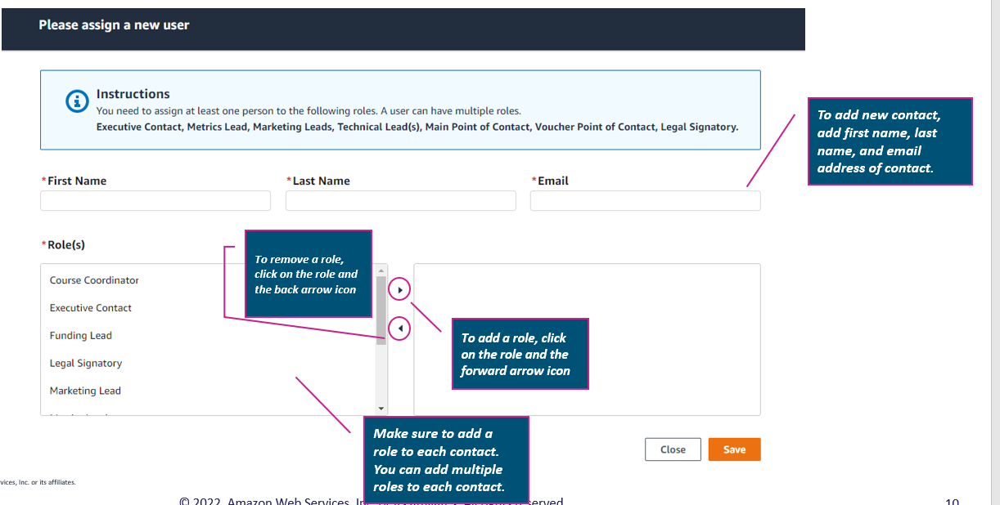 Please assign a new user
Instructions
You need to assign at least one person to the following roles. A user can have multiple roles.
Executive Contact, Metrics Lead, Marketing Leads, Technical Lead(s), Main Point of Contact, Voucher Point of Contact, Legal Signatory.
To add new contact,
add first name, last
name, and email
address of contact.
*First Name
*Last Name
*Email
*Role(s)
To remove a role,
click on the role and
the back arrow icon
Course Coordinator
Executive Contact
Funding Lead
Legal Signatory
Marketing Lead
To add a role, click
on the role and the
forward arrow icon
Make sure to add a
role to each contact.
You can add multiple
roles to each contact.
Close
Save
vices, Inc. or its affiliates.
© 2022, Amazon Web Services, In
served
10